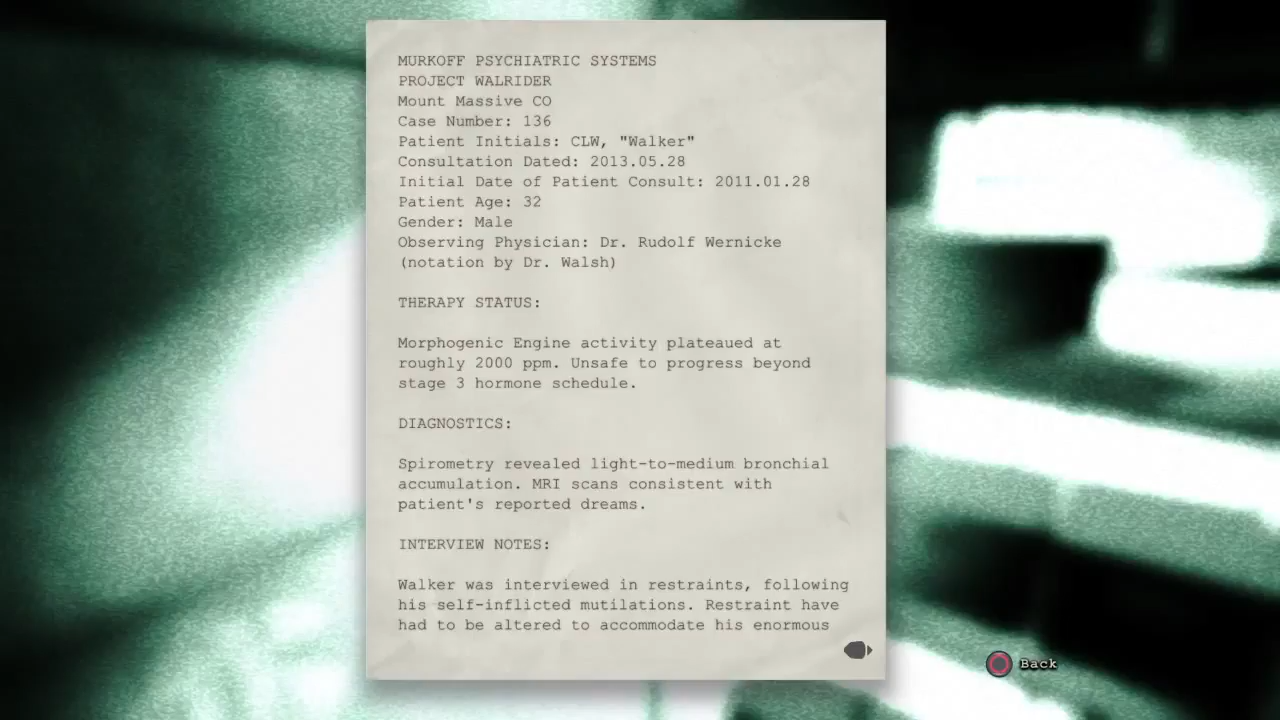 MURKOFF PSYCHIATRIC SYSTEMS
PROJECT WALRIDER
Mount Massive CO
Case Number: 136
Patient Initials: CLW, "Walker"
Consultation Dated: 2013.05.28
Initial Date of Patient Consult: 2011.01.28
Patient Age: 32
Gender: Male
Observing Physician: Dr. Rudolf Wernicke
(notation by Dr. Walsh)
THERAPY STATUS:
Morphogenic Engine activity plateaued at
roughly 2000 ppm. Unsafe to progress beyond
stage 3 hormone schedule.
DIAGNOSTICS:
Spirometry revealed light-to-medium bronchial
accumulation. MRI scans consistent with
patient's reported dreams.
INTERVIEW NOTES:
Walker was interviewed in restraints, following
his self-inflicted mutilations. Restraint have
had to be altered to accommodate his enormous
Back